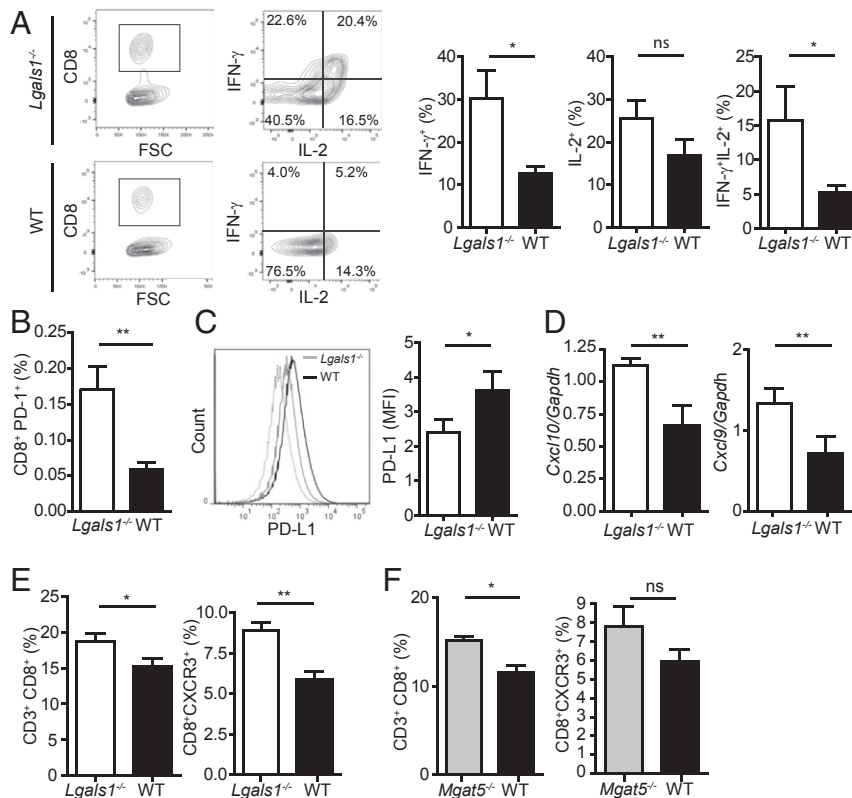 A
Lgals1-/-
CD8
FSC
IFN-γ
22.6%
20.4%
40.5%
16.5%
IL-2
WT
CD8
FSC
IFN-γ
4.0%
5.2%
76.5%
14.3%
IL-2
IFN-γ+ (%)
40
30
20
10
0
*
Lgals1-/- WT
IL-2+ (%)
40
30
20
10
0
ns
Lgals1-/- WT
IFN-γ+IL-2+ (%)
25
20
15
10
5
0
*
Lgals1-/- WT
B
CD8+ PD-1+ (%)
0.25
0.20
0.15
0.10
0.05
0.00
**
Lgals1-/- WT
C
Count
0
Lgals1-/-
WT
PD-L1
PD-L1 (MFI)
5
4
3
2
1
0
*
Lgals1-/- WT
D
Cxcl10/Gapdh
1.25
1.00
0.75
0.50
0.25
0.00
**
Lgals1-/- WT
Cxcl9/Gapdh
2
1
0
**
Lgals1-/- WT
E
CD3+ CD8+ (%)
25
20
15
10
5
0
*
Lgals1-/- WT
CD8+CXCR3+ (%)
10.0
7.5
5.0
2.5
0.0
**
Lgals1-/- WT
F
CD3+ CD8+ (%)
20
15
10
0
*
Mgat5-/- WT
CD8+CXCR3+ (%)
9
8
7
6
5
4
3
2
1
0
ns
Mgat5-/- WT